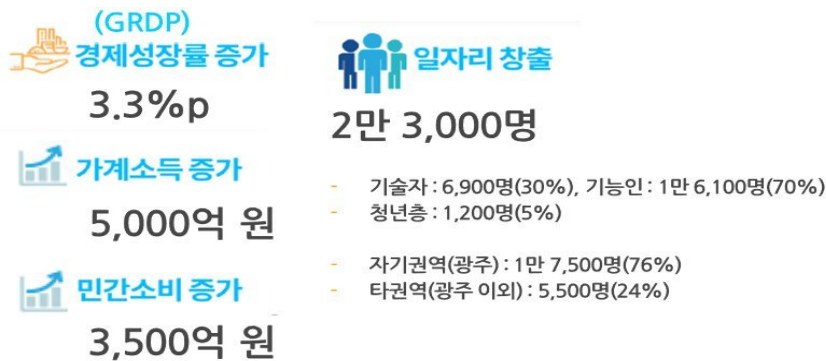 (GRDP)
경제성장률 증가
3.3%p
가계소득 증가
5,000억 원
민간소비 증가
3,500억 원
일자리 창출
2만 3,000명
- 기술자 : 6,900명(30%), 기능인 : 1만 6,100명(70%)
- 청년층 : 1,200명(5%)
- 자기권역(광주) : 1만 7,500명(76%)
- 타권역(광주 이외) : 5,500명(24%)